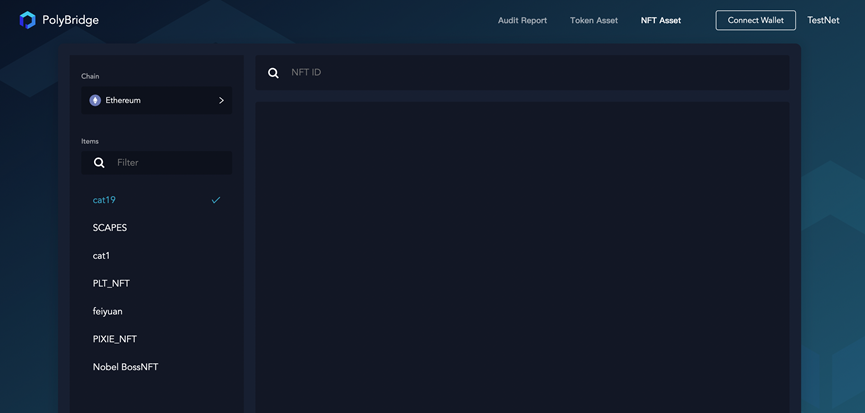 PolyBridge
Audit Report
Token Asset
NFT Asset
Connect Wallet
TestNet
Chain
Ethereum
Items
Filter
cat19
SCAPES
cat1
PLT_NFT
feiyuan
PIXIE_NFT
Nobel BossNFT
NFT ID